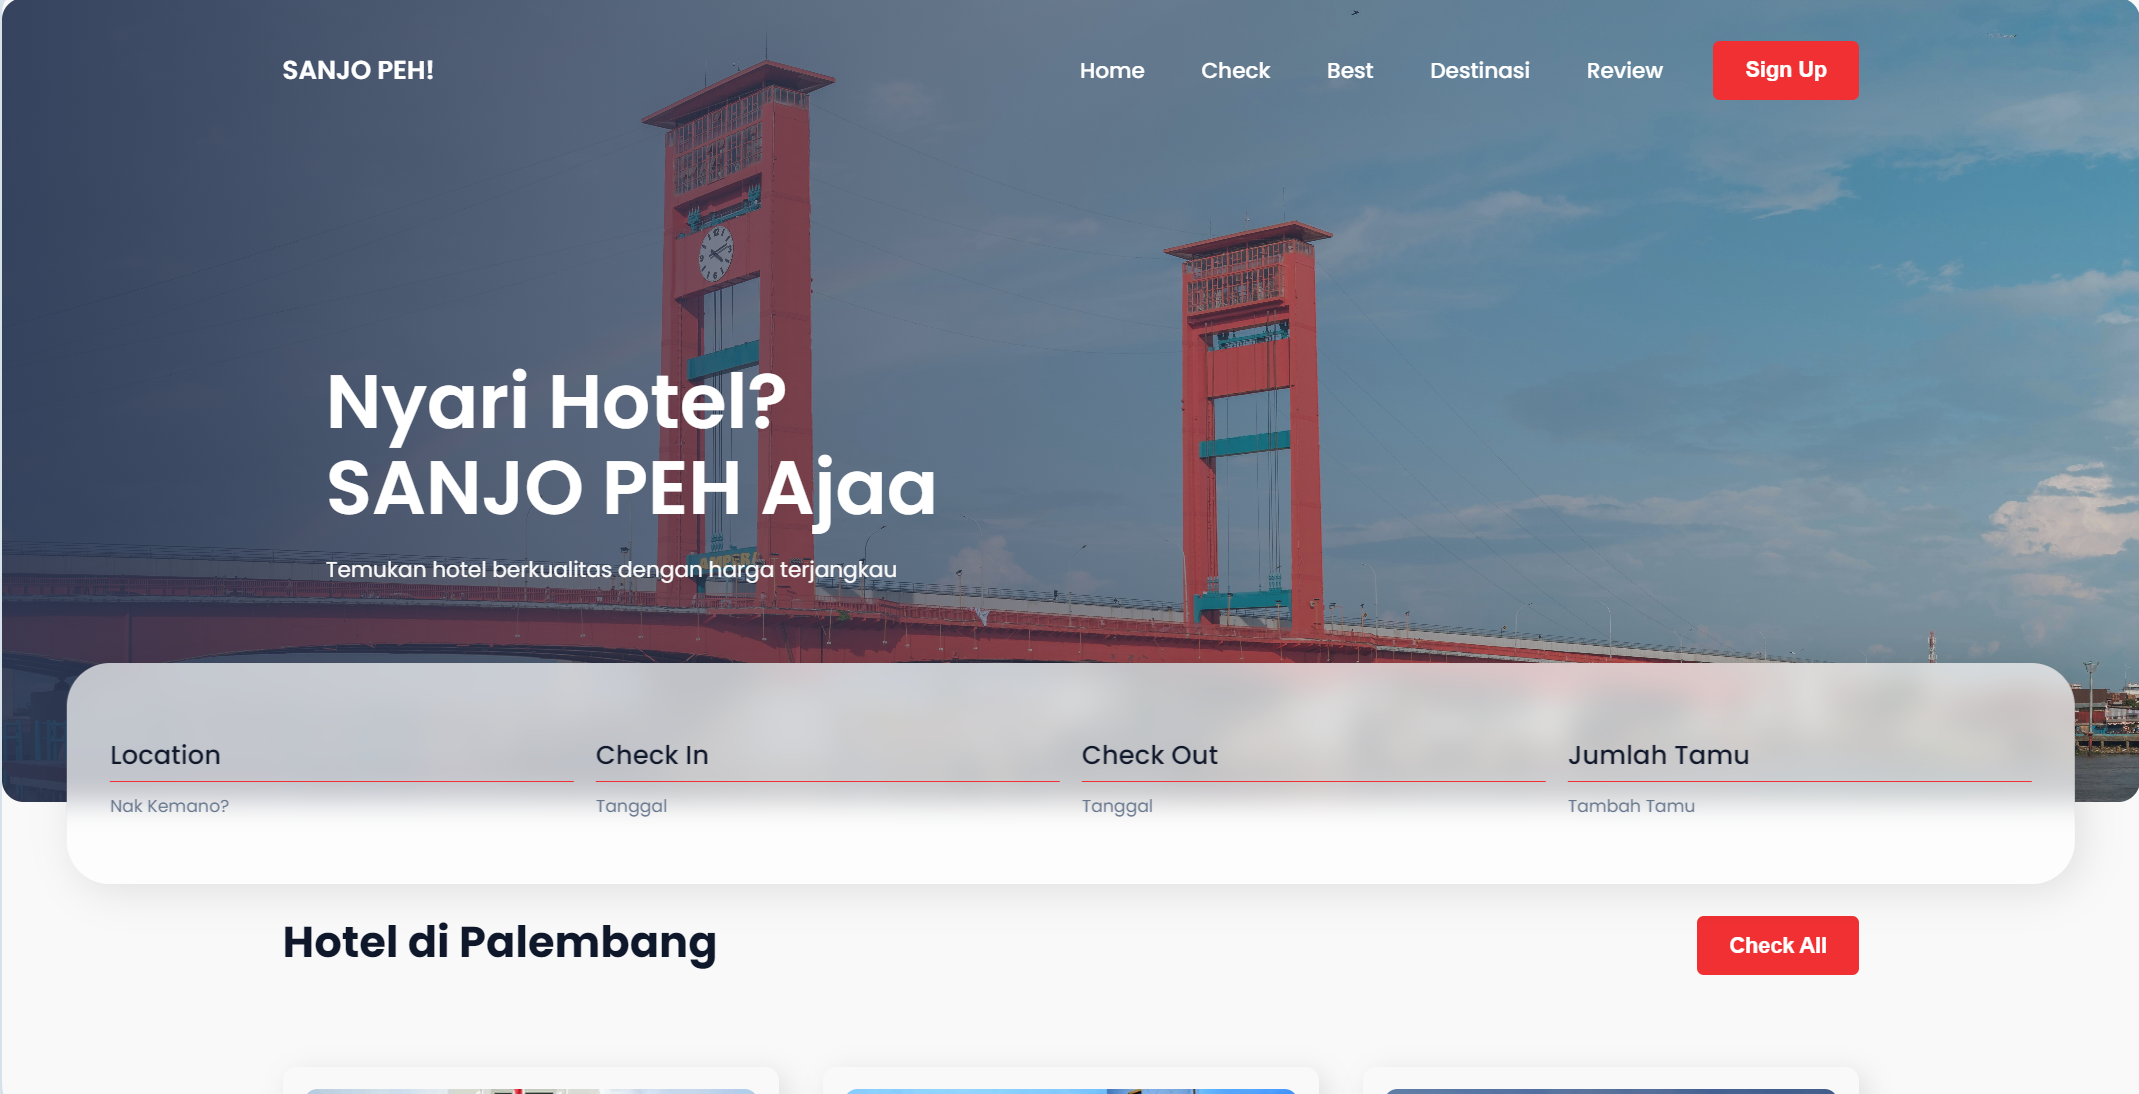 SANJO PEH!
Home Check Best Destinasi Review Sign Up
Nyari Hotel?
SANJO PEH Ajaa
AMPERA
Temukan hotel berkualitas dengan harga terjangkau
Location Check In Check Out Jumlah Tamu
Nak Kemano? Tanggal Tanggal Tambah Tamu
Hotel di Palembang
Check All